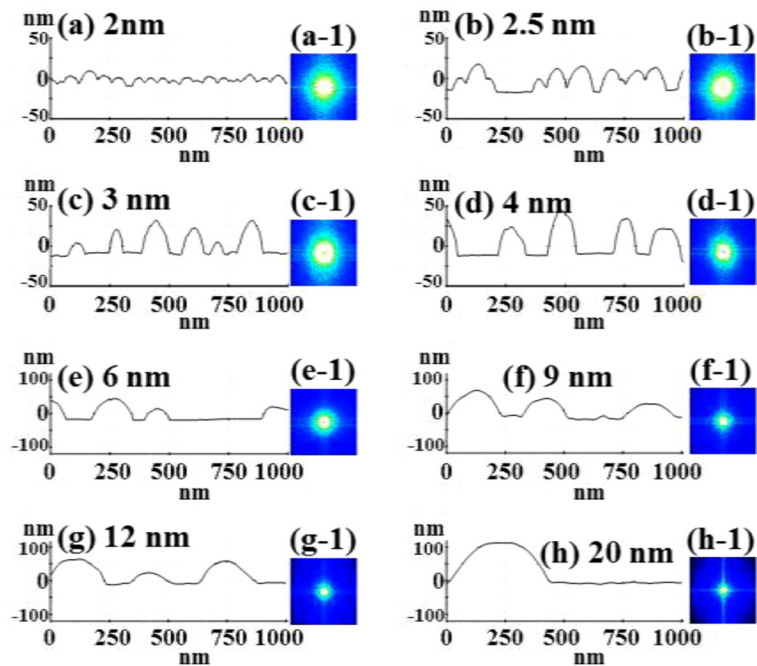 nm
(a) 2nm
(a-1)
50
0
-50
0 250 500 750 1000
nm
nm
(b) 2.5 nm
(b-1)
50
0
-50
0 250 500 750 1000
nm
nm
(c) 3 nm
(c-1)
50
0
-50
0 250 500 750 1000
nm
nm
(d) 4 nm
(d-1)
50
0
-50
0 250 500 750 1000
nm
nm
(e) 6 nm
(e-1)
100
0
-100
0 250 500 750 1000
nm
nm
(f) 9 nm
(f-1)
100
0
-100
0 250 500 750 1000
nm
nm
(g) 12 nm
(g-1)
100
0
-100
0 250 500 750 1000
nm
nm
(h) 20 nm
(h-1)
100
0
-100
0 250 500 750 1000
nm